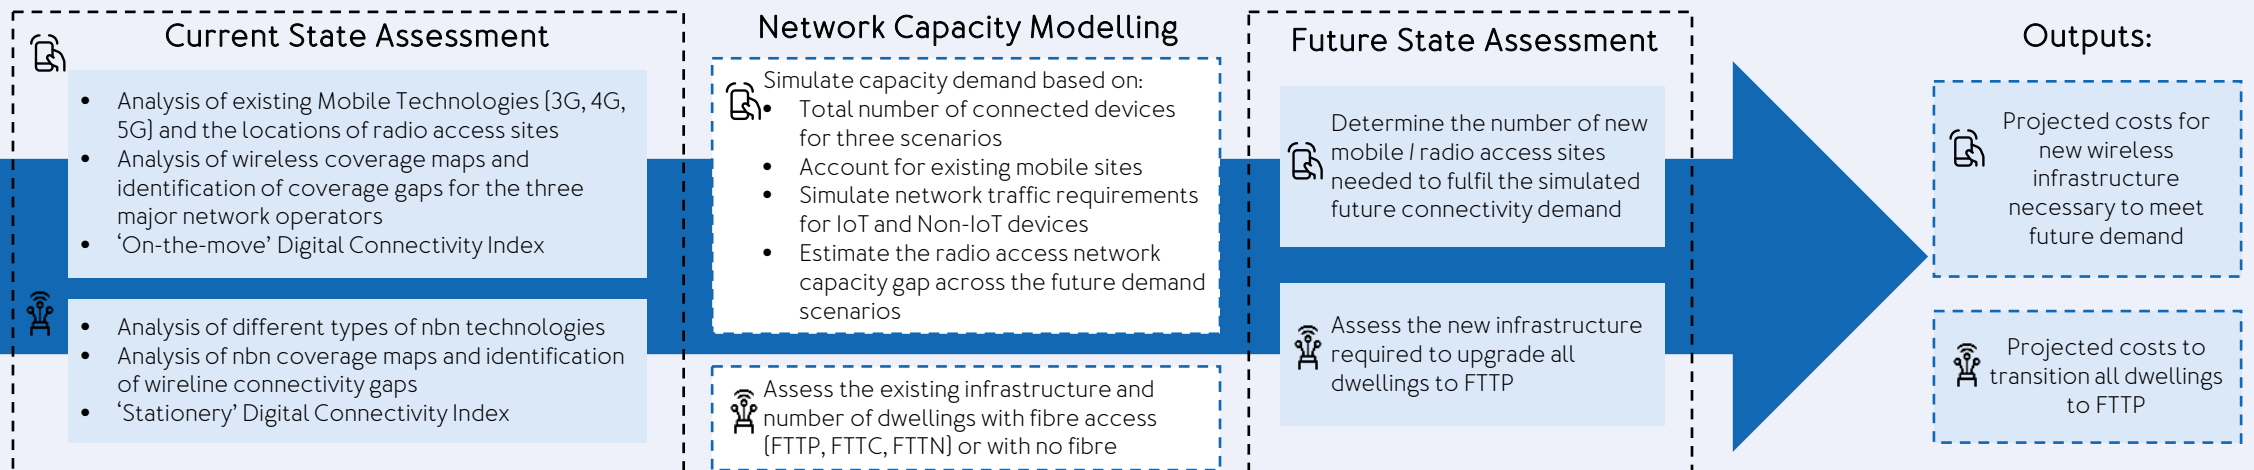 Current State Assessment
• Analysis of existing Mobile Technologies (3G, 4G,
5G) and the locations of radio access sites
• Analysis of wireless coverage maps and
identification of coverage gaps for the three
major network operators
• ‘On-the-move’ Digital Connectivity Index
• Analysis of different types of nbn technologies
• Analysis of nbn coverage maps and identification
of wireline connectivity gaps
• ‘Stationery’ Digital Connectivity Index
Network Capacity Modelling
Simulate capacity demand based on:
• Total number of connected devices
for three scenarios
• Account for existing mobile sites
• Simulate network traffic requirements
for IoT and Non-IoT devices
• Estimate the radio access network
capacity gap across the future demand
scenarios
Assess the existing infrastructure and
number of dwellings with fibre access
(FTTP, FTTC, FTTN) or with no fibre
Future State Assessment
Determine the number of new
mobile / radio access sites
needed to fulfil the simulated
future connectivity demand
Assess the new infrastructure
required to upgrade all
dwellings to FTTP
Outputs:
Projected costs for
new wireless
infrastructure
necessary to meet
future demand
Projected costs to
transition all dwellings
to FTTP